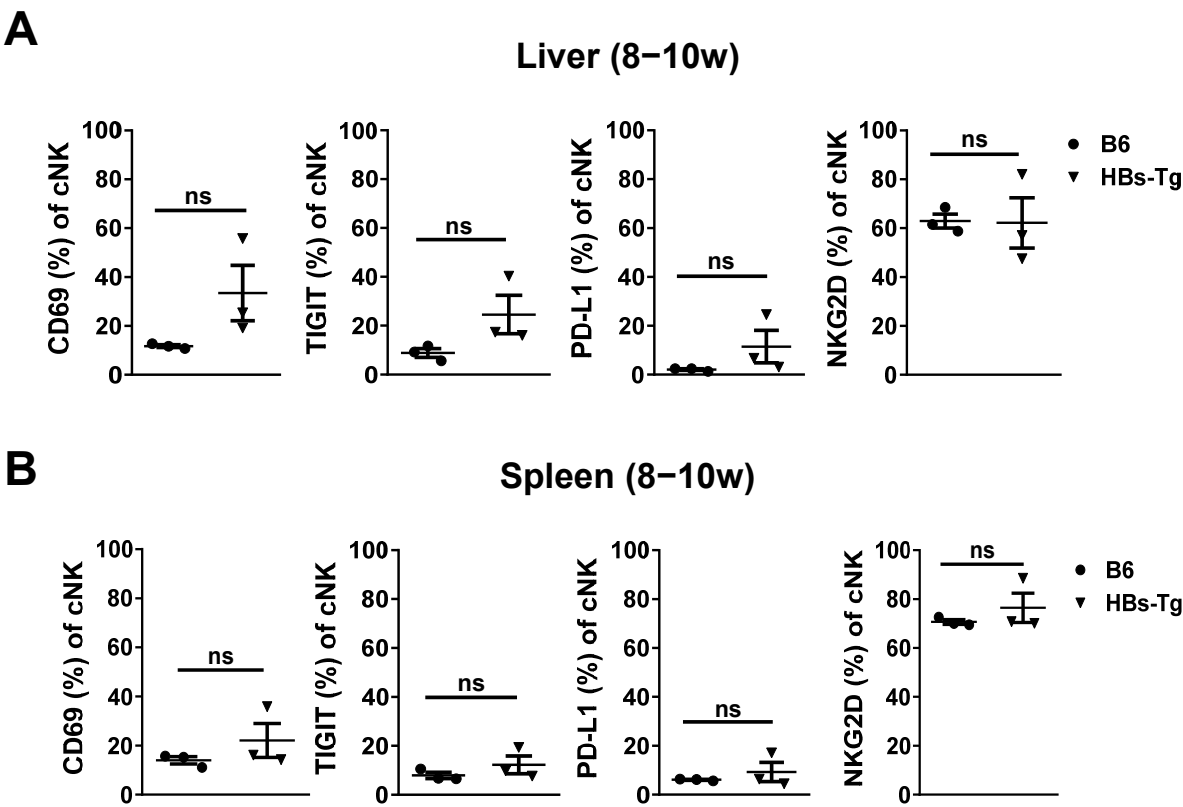 A
Liver (8−10w)
CD69 (%) of cNK
100
80
60
40
20
0
ns
TIGIT (%) of cNK
100
80
60
40
20
0
ns
PD-L1 (%) of cNK
100
80
60
40
20
0
ns
NKG2D (%) of cNK
100
80
60
40
20
0
ns
B6
HBs-Tg
B
Spleen (8−10w)
CD69 (%) of cNK
100
80
60
40
20
0
ns
TIGIT (%) of cNK
100
80
60
40
20
0
ns
PD-L1 (%) of cNK
100
80
60
40
20
0
ns
NKG2D (%) of cNK
100
80
60
40
20
0
ns
B6
HBs-Tg